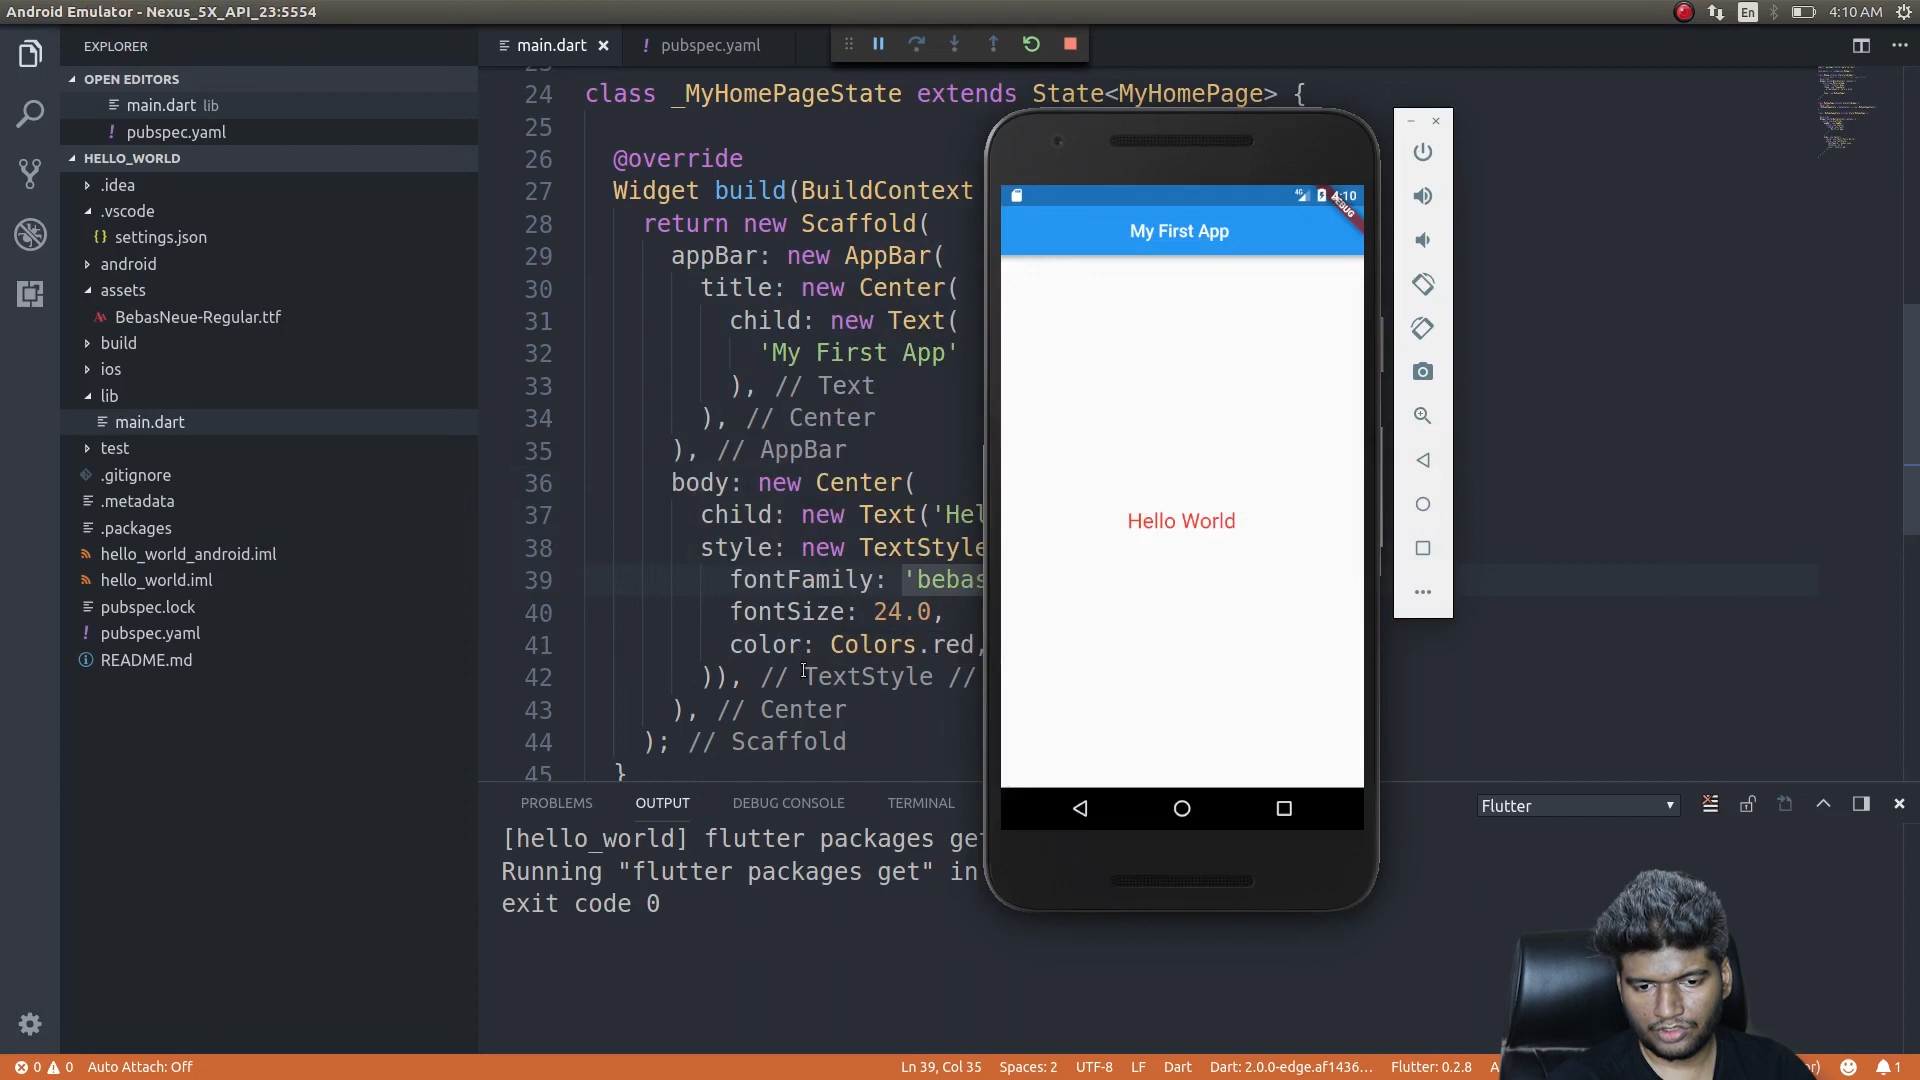 Android Emulator - Nexus_5X_API_23:5554
En
4:10 AM
EXPLORER
OPEN EDITORS
main.dart lib
pubspec.yaml
HELLO_WORLD
.idea
.vscode
settings.json
android
assets
BebasNeue-Regular.ttf
build
ios
lib
main.dart
test
.gitignore
.metadata
.packages
hello_world_android.iml
hello_world.iml
pubspec.lock
pubspec.yaml
README.md
main.dart
pubspec.yaml
24 class _MyHomePageState extends State<MyHomePage> {
25
26 @override
27 Widget build(BuildContext
28 return new Scaffold(
29 appBar: new AppBar(
30 title: new Center(
31 child: new Text(
32 'My First App'
33 ), // Text
34 ), // Center
35 ), // AppBar
36 body: new Center(
37 child: new Text('Hel
38 style: new TextStyle
39 fontFamily: 'bebas
40 fontSize: 24.0,
41 color: Colors.red,
42 )), // TextStyle //
43 ), // Center
44 ); // Scaffold
45 }
4G
4:10
DEBUG
My First App
Hello World
PROBLEMS
OUTPUT
DEBUG CONSOLE
TERMINAL
Flutter
[hello_world] flutter packages ge
Running "flutter packages get" in
exit code 0
0 0 Auto Attach: Off
Ln 39, Col 35
Spaces: 2
UTF-8
LF
Dart
Dart: 2.0.0-edge.af1436...
Flutter: 0.2.8
1